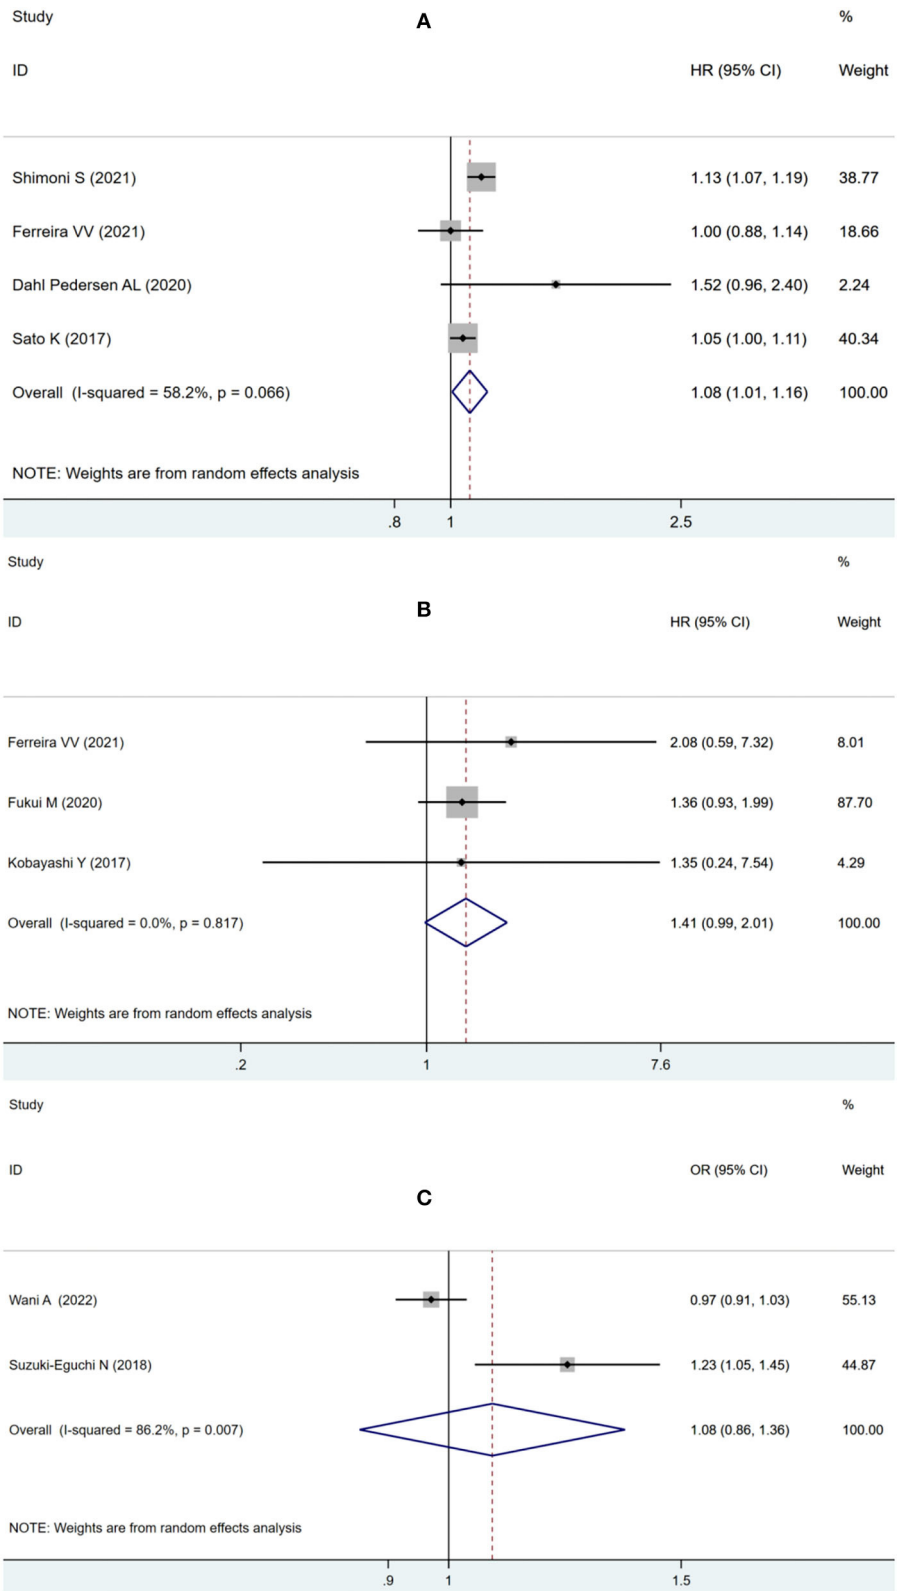 Study A %
ID HR (95% CI) Weight
Shimoni S (2021) 1.13 (1.07, 1.19) 38.77
Ferreira VV (2021) 1.00 (0.88, 1.14) 18.66
Dahl Pedersen AL (2020) 1.52 (0.96, 2.40) 2.24
Sato K (2017) 1.05 (1.00, 1.11) 40.34
Overall (I-squared = 58.2%, p = 0.066) 1.08 (1.01, 1.16) 100.00
NOTE: Weights are from random effects analysis
.8 1 2.5
Study %
B
ID HR (95% CI) Weight
Ferreira VV (2021) 2.08 (0.59, 7.32) 8.01
Fukui M (2020) 1.36 (0.93, 1.99) 87.70
Kobayashi Y (2017) 1.35 (0.24, 7.54) 4.29
Overall (I-squared = 0.0%, p = 0.817) 1.41 (0.99, 2.01) 100.00
NOTE: Weights are from random effects analysis
.2 1 7.6
Study %
ID OR (95% CI) Weight
C
Wani A (2022) 0.97 (0.91, 1.03) 55.13
Suzuki-Eguchi N (2018) 1.23 (1.05, 1.45) 44.87
Overall (I-squared = 86.2%, p = 0.007) 1.08 (0.86, 1.36) 100.00
NOTE: Weights are from random effects analysis
.9 1 1.5